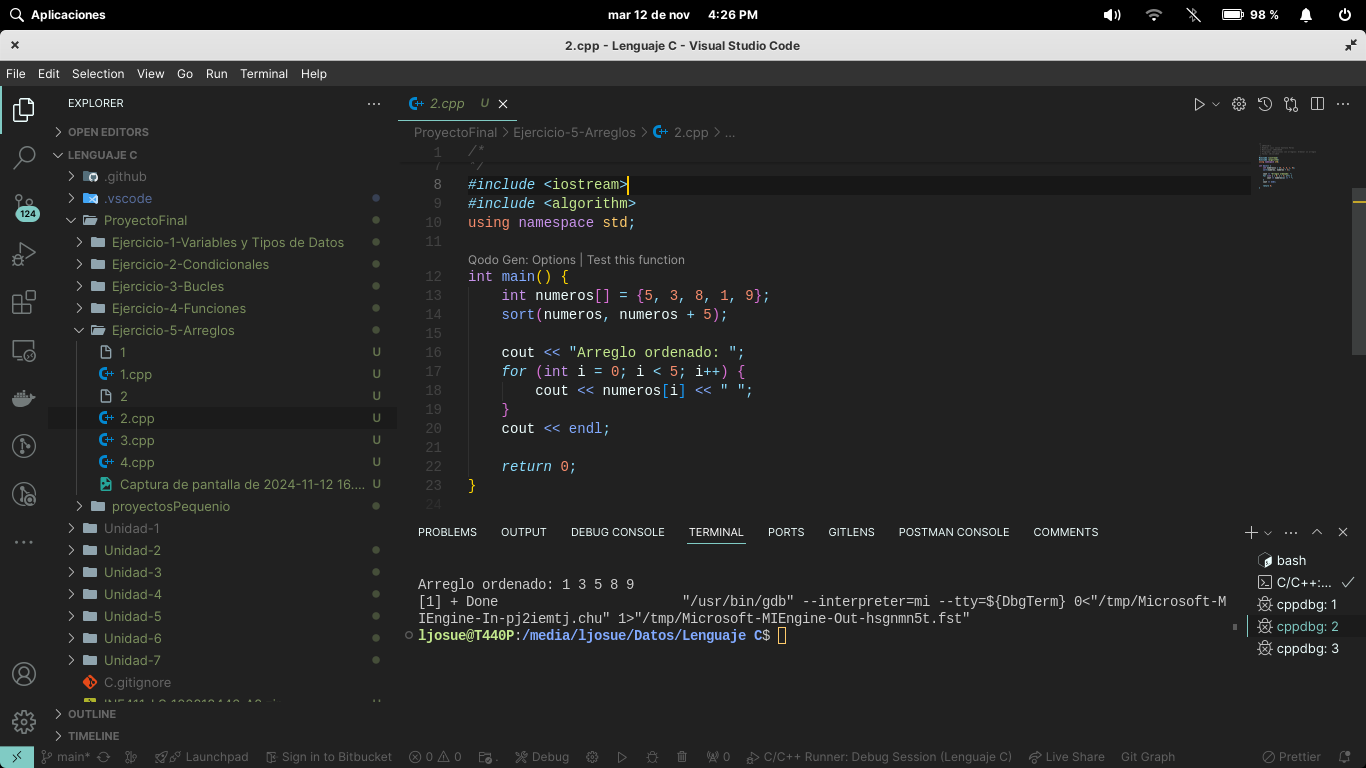 Aplicaciones
mar 12 de nov 4:26 PM
98 %
2.cpp - Lenguaje C - Visual Studio Code
File Edit Selection View Go Run Terminal Help
EXPLORER
OPEN EDITORS
LENGUAJE C
.github
.vscode
124
ProyectoFinal
Ejercicio-1-Variables y Tipos de Datos
Ejercicio-2-Condicionales
Ejercicio-3-Bucles
Ejercicio-4-Funciones
Ejercicio-5-Arreglos
1 U
1.cpp U
2 U
2.cpp U
3.cpp U
4.cpp U
Captura de pantalla de 2024-11-12 16.... U
proyectosPequenio
Unidad-1
Unidad-2
Unidad-3
Unidad-4
Unidad-5
Unidad-6
Unidad-7
C.gitignore
OUTLINE
TIMELINE
2.cpp U
ProyectoFinal > Ejercicio-5-Arreglos > 2.cpp > ...
1 /*
7 */
8 #include <iostream>
9 #include <algorithm>
10 using namespace std;
11
Qodo Gen: Options | Test this function
12 int main() {
13 int numeros[] = {5, 3, 8, 1, 9};
14 sort(numeros, numeros + 5);
15
16 cout << "Arreglo ordenado: ";
17 for (int i = 0; i < 5; i++) {
18 cout << numeros[i] << " ";
19 }
20 cout << endl;
21
22 return 0;
23 }
24
PROBLEMS OUTPUT DEBUG CONSOLE TERMINAL PORTS GITLENS POSTMAN CONSOLE COMMENTS
Arreglo ordenado: 1 3 5 8 9
[1] + Done "/usr/bin/gdb" --interpreter=mi --tty=${DbgTerm} 0<"/tmp/Microsoft-M
IEngine-In-pj2iemtj.chu" 1>"/tmp/Microsoft-MIEngine-Out-hsgnmn5t.fst"
ljosue@T440P:/media/ljosue/Datos/Lenguaje C$
bash
C/C++:...
cppdbg: 1
cppdbg: 2
cppdbg: 3
main* Launchpad Sign in to Bitbucket 0 0 . Debug 0 C/C++ Runner: Debug Session (Lenguaje C) Live Share Git Graph Prettier